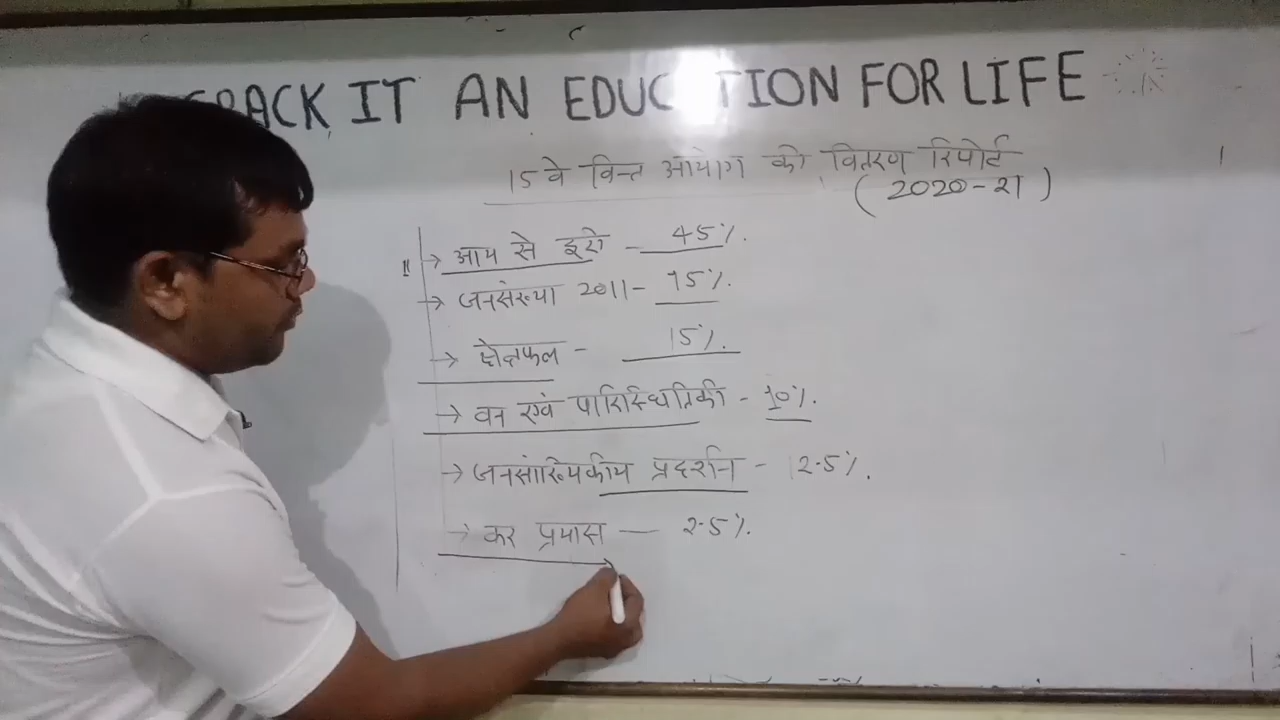 CRACK IT AN EDUCATION FOR LIFE
15 वे वित्त आयोग की वितरण रिपोर्ट
(2020-21)
→ आय से दूरी - 45%.
→ जनसंख्या 2011 - 15%.
→ क्षेत्रफल - 15%.
→ वन एवं पारिस्थितिकी - 10%.
→ जनसांख्यिकीय प्रदर्शन - 12.5%.
→ कर प्रयास — 2.5%.